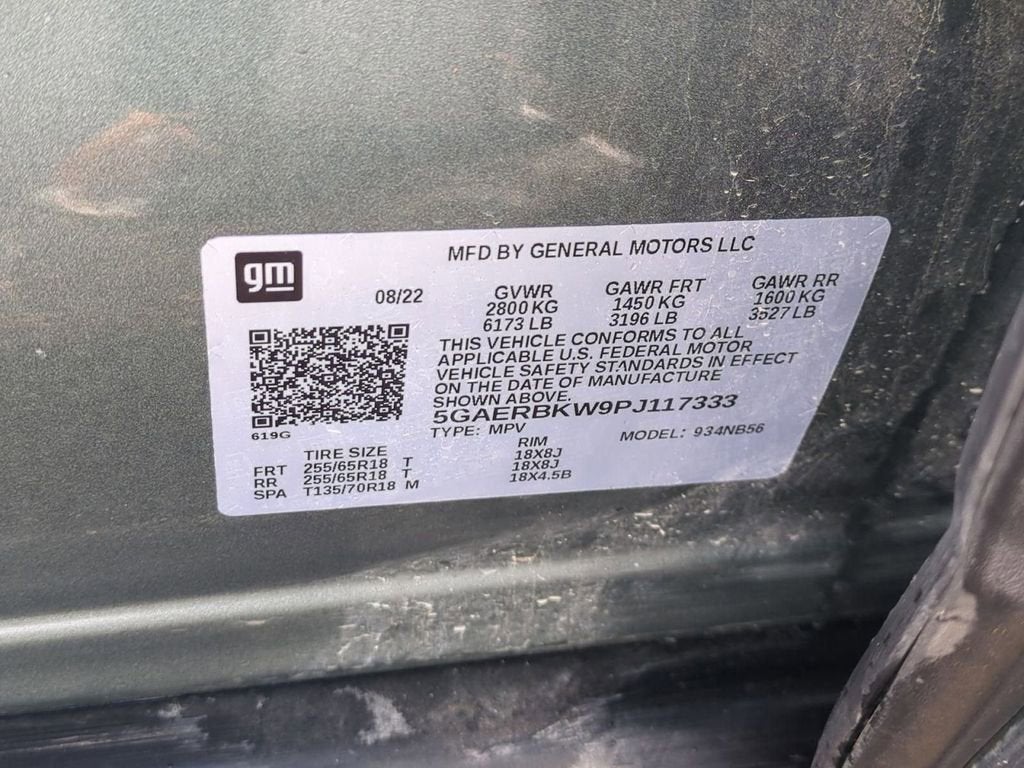 gm
MFD BY GENERAL MOTORS LLC
08/22
GVWR GAWR FRT GAWR RR
2800 KG 1450 KG 1600 KG
6173 LB 3196 LB 3527 LB
THIS VEHICLE CONFORMS TO ALL
APPLICABLE U.S. FEDERAL MOTOR
VEHICLE SAFETY STANDARDS IN EFFECT
ON THE DATE OF MANUFACTURE
SHOWN ABOVE.
5GAERBKW9PJ117333
TYPE: MPV MODEL: 934NB56
619G
TIRE SIZE RIM
FRT 255/65R18 T 18X8J
RR 255/65R18 T 18X8J
SPA T135/70R18 M 18X4.5B